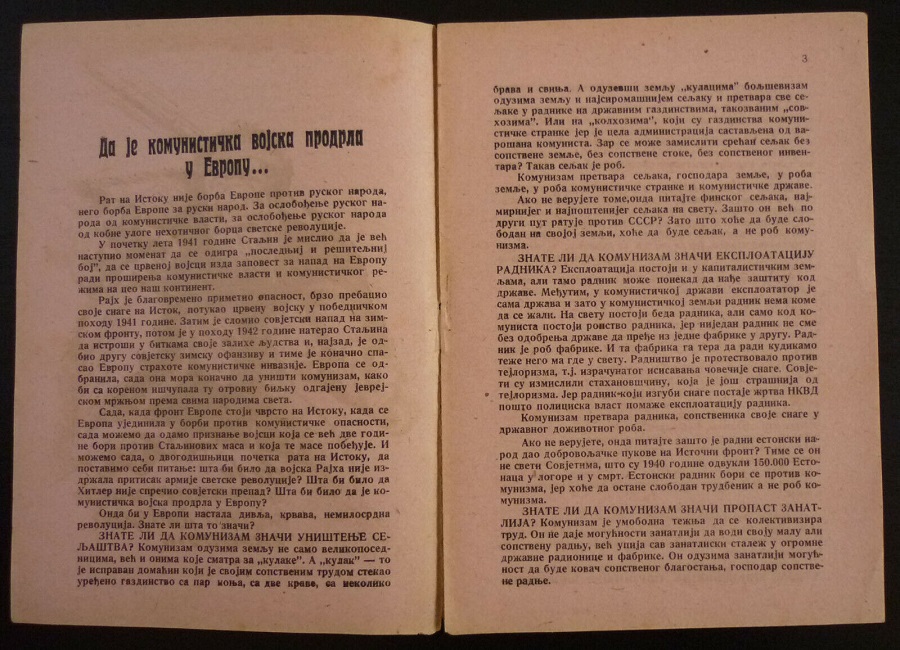 Да је комунистичка војска продрла
у Европу...
Рат на Истоку није борба Европе против руског народа,
него борба Европе за руски народ. За ослобођење руског на-
рода од комунистичке власти, за ослобођење руског народа
од кобне улоге нехотичног борца светске револуције.
У почетку лета 1941 године Стаљин је мислио да је већ
наступио моменат да се одигра „последњиј и решитељниј
бој", да се црвеној војсци изда заповест за напад на Европу
ради проширења комунистичке власти и комунистичког ре-
жима на цео наш континент.
Рајх је благовремено приметио опасност, брзо пребацио
своје снаге на Исток, потукао црвену војску у победничком
походу 1941 године. Затим је сломио совјетски напад на зим-
ском фронту, потом је у походу 1942 године натерао Стаљина
да истроши у биткама своје залихе људства и, најзад, је од-
био другу совјетску зимску офанзиву и тиме је коначно спа-
сао Европу страхоте комунистичке инвазије. Европа се од-
бранила, сада она мора коначно да уништи комунизам, како
би са кореном ишчупала ту отровну биљку одгајену јевреј-
ском мржњом према свима народима света.
Сада, када фронт Европе стоји чврсто на Истоку, када се
Европа ујединила у борби против комунистичке опасности,
сада можемо да одамо признање војсци која се већ две годи-
не бори против Стаљинових маса и која те масе побеђује. И
можемо сада, о двогодишњици почетка рата на Истоку, да
поставимо себи питање: шта би било да војска Рајха није из-
држала притисак армије светске револуције? Шта би било да
Хитлер није спречио совјетски препад? Шта би било да је ко-
мунистичка војска продрла у Европу?
Онда би у Европи настала дивља, крвава, немилосрдна
револуција. Знате ли шта то значи?
ЗНАТЕ ЛИ ДА КОМУНИЗАМ ЗНАЧИ УНИШТЕЊЕ СЕ-
ЉАШТВА? Комунизам одузима земљу не само великопосед-
ницима, већ и онима које сматра за „кулаке". А „кулак" — то
је исправан домаћин који је својим сопственим трудом стекао
уређено газдинство са пар коња, са две краве, са неколико
3
брава и свиња. А одузевши земљу „кулацима" бољшевизам
одузима земљу и најсиромашнијем сељаку и претвара све се-
љаке у раднике на државним газдинствима, такозваним „сов-
хозима". Или на „колхозима", који су газдинства комуни-
стичке странке јер је цела администрација састављена од ва-
рошана комуниста. Зар се може замислити срећан сељак без
сопствене земље, без сопствене стоке, без сопственог инвен-
тара? Такав сељак је роб.
Комунизам претвара сељака, господара земље, у роба
земље, у роба комунистичке странке и комунистичке државе.
Ако не верујете томе,онда питајте финског сељака, нај-
мирнијег и најпоштенијег сељака на свету. Зашто он већ по
други пут ратује против СССР? Зато што хоће да буде сло-
бодан на својој земљи, хоће да буде сељак, а не роб кому-
низма.
ЗНАТЕ ЛИ ДА КОМУНИЗАМ ЗНАЧИ ЕКСПЛОАТАЦИЈУ
РАДНИКА? Експлоатација постоји и у капиталистичким зем-
љама, али тамо радник може понекад да нађе заштиту код
државе. Међутим, у комунистичкој држави експлоататор је
сама држава и зато у комунистичкој земљи радник нема коме
да се жали. На свету постоји беда радника, али само код ко-
муниста постоји ропство радника, јер ниједан радник не сме
без одобрења државе да пређе из једне фабрике у другу. Рад-
ник је роб фабрике. И та фабрика га тера да ради кудикамо
теже него ма где у свету. Радништво је протествовало против
тејлоризма, т.ј. израчунатог исисавања човечије снаге. Совје-
ти су измислили стахановшчину, која је још страшнија од
тејлоризма. Јер радник-који изгуби снаге постаје жртва НКВД
пошто полициска власт помаже експлоатацију радника.
Комунизам претвара радника, сопственика своје снаге у
државног доживотног роба.
Ако не верујете, онда питајте зашто је радни естонски на-
род дао добровољачке пукове на Источни фронт? Тиме се он
не свети Совјетима, што су 1940 године одвукли 150.000 Есто-
наца у логоре и у смрт. Естонски радник бори се против ко-
мунизма, јер хоће да остане слободан трудбеник а не роб ко-
мунизма.
ЗНАТЕ ЛИ ДА КОМУНИЗАМ ЗНАЧИ ПРОПАСТ ЗАНАТ-
ЛИЈА? Комунизам је умоболна тежња да се колективизира
труд. Он не даје могућности занатлији да води своју малу али
сопствену радњу, већ упија сав занатлиски сталеж у огромне
државне радионице и фабрике. Он одузима занатлији могућ-
ност да буде ковач сопственог благостања, господар сопстве-
не радње.